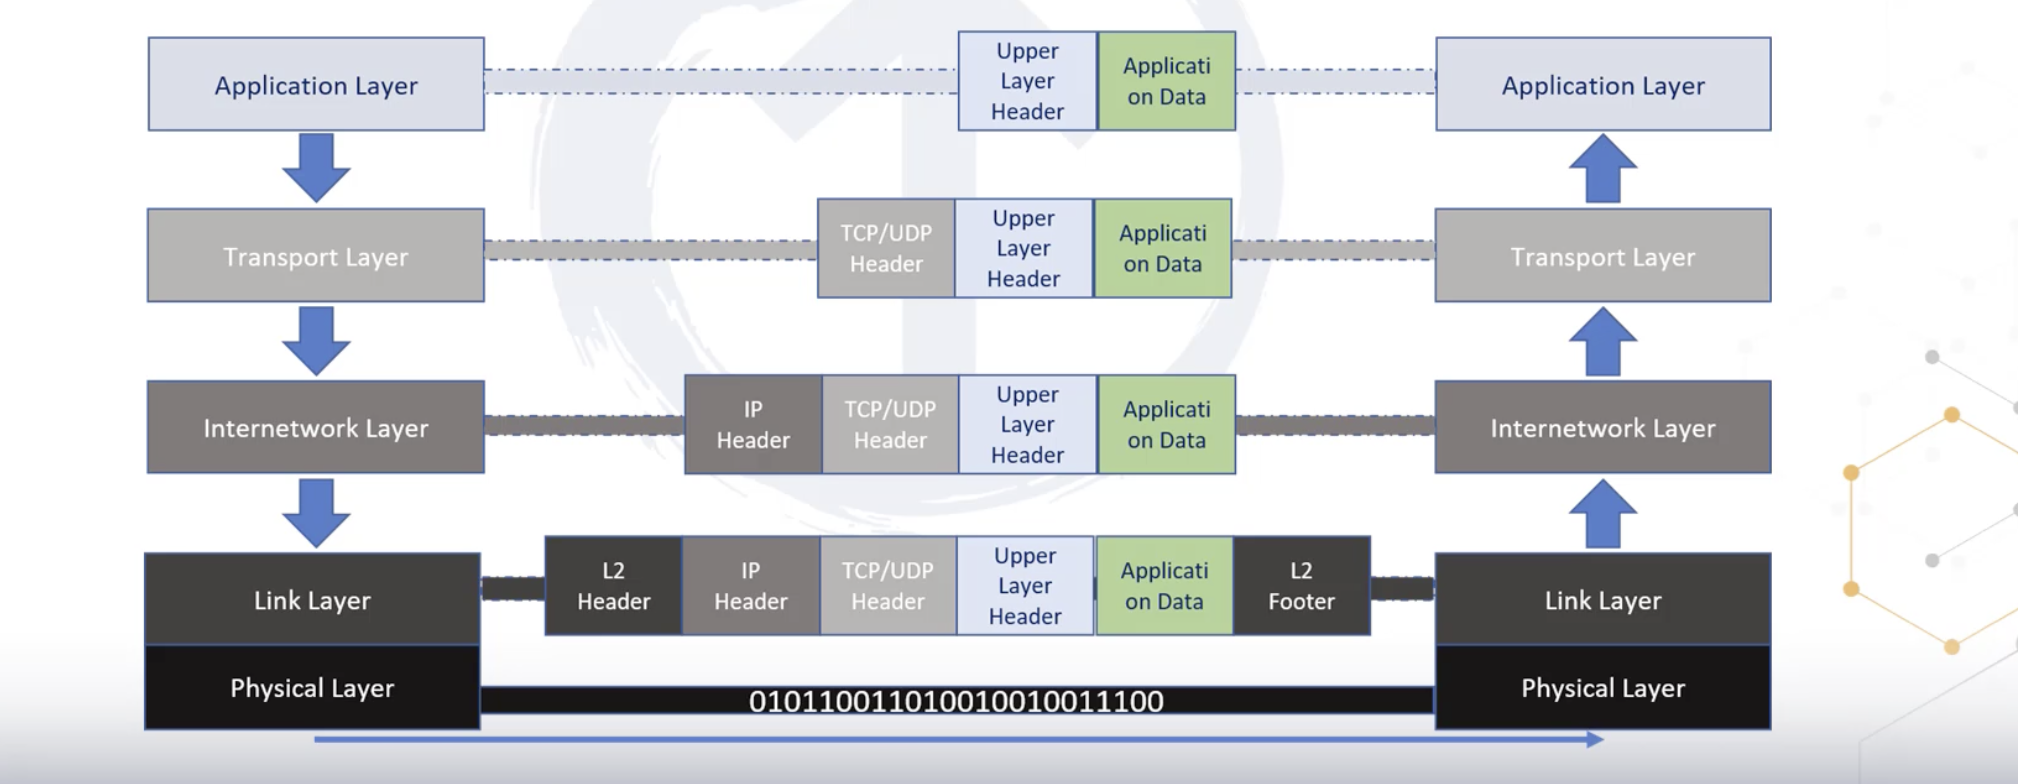 Application Layer
Upper
Layer
Header
Applicati
on Data
Application Layer
Transport Layer
TCP/UDP
Header
Upper
Layer
Header
Applicati
on Data
Transport Layer
Internetwork Layer
IP
Header
TCP/UDP
Header
Upper
Layer
Header
Applicati
on Data
Internetwork Layer
Link Layer
L2
Header
IP
Header
TCP/UDP
Header
Upper
Layer
Header
Applicati
on Data
L2
Footer
Link Layer
Physical Layer
010110011010010010011100
Physical Layer